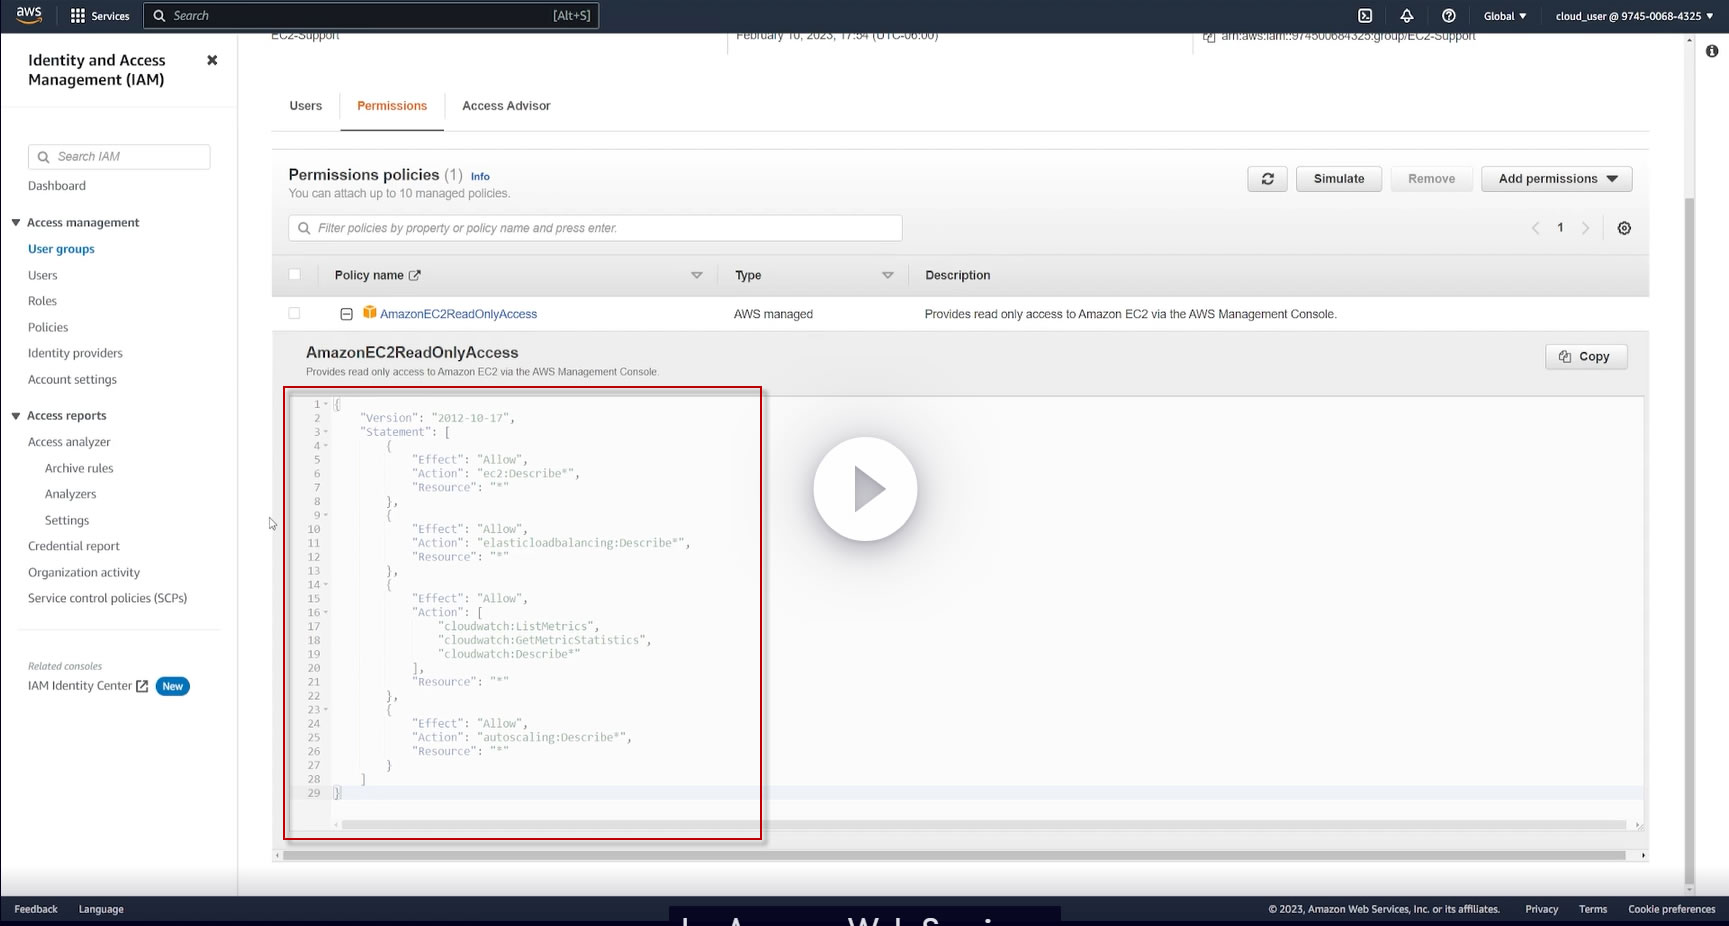 aws
Services
Search
[Alt+S]
Global
cloud_user @ 9745-0068-4325
Identity and Access
Management (IAM)
Search IAM
Dashboard
Access management
User groups
Users
Roles
Policies
Identity providers
Account settings
Access reports
Access analyzer
Archive rules
Analyzers
Settings
Credential report
Organization activity
Service control policies (SCPs)
Related consoles
IAM Identity Center New
EC2-Support
February 10, 2023, 17:54 (UTC-06:00)
arn:aws:iam::974500684325:group/EC2-Support
Users
Permissions
Access Advisor
Permissions policies (1) Info
You can attach up to 10 managed policies.
Simulate
Remove
Add permissions
Filter policies by property or policy name and press enter.
1
Policy name
Type
Description
AmazonEC2ReadOnlyAccess
AWS managed
Provides read only access to Amazon EC2 via the AWS Management Console.
AmazonEC2ReadOnlyAccess
Provides read only access to Amazon EC2 via the AWS Management Console.
Copy
1 {
2 "Version": "2012-10-17",
3 "Statement": [
4 {
5 "Effect": "Allow",
6 "Action": "ec2:Describe*",
7 "Resource": "*"
8 },
9 {
10 "Effect": "Allow",
11 "Action": "elasticloadbalancing:Describe*",
12 "Resource": "*"
13 },
14 {
15 "Effect": "Allow",
16 "Action": [
17 "cloudwatch:ListMetrics",
18 "cloudwatch:GetMetricStatistics",
19 "cloudwatch:Describe*"
20 ],
21 "Resource": "*"
22 },
23 {
24 "Effect": "Allow",
25 "Action": "autoscaling:Describe*",
26 "Resource": "*"
27 }
28 ]
29 }
Feedback
Language
© 2023, Amazon Web Services, Inc. or its affiliates.
Privacy
Terms
Cookie preferences